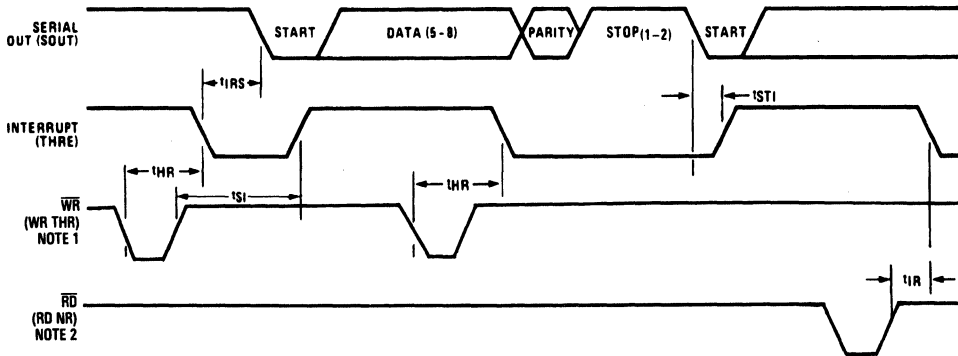 SERIAL
OUT (SOUT)
START
DATA (5-8)
PARITY
STOP(1-2)
START
tIRS
tSTI
INTERRUPT
(THRE)
tHR
tSI
tHR
WR
(WR THR)
NOTE 1
tIR
RD
(RD NR)
NOTE 2